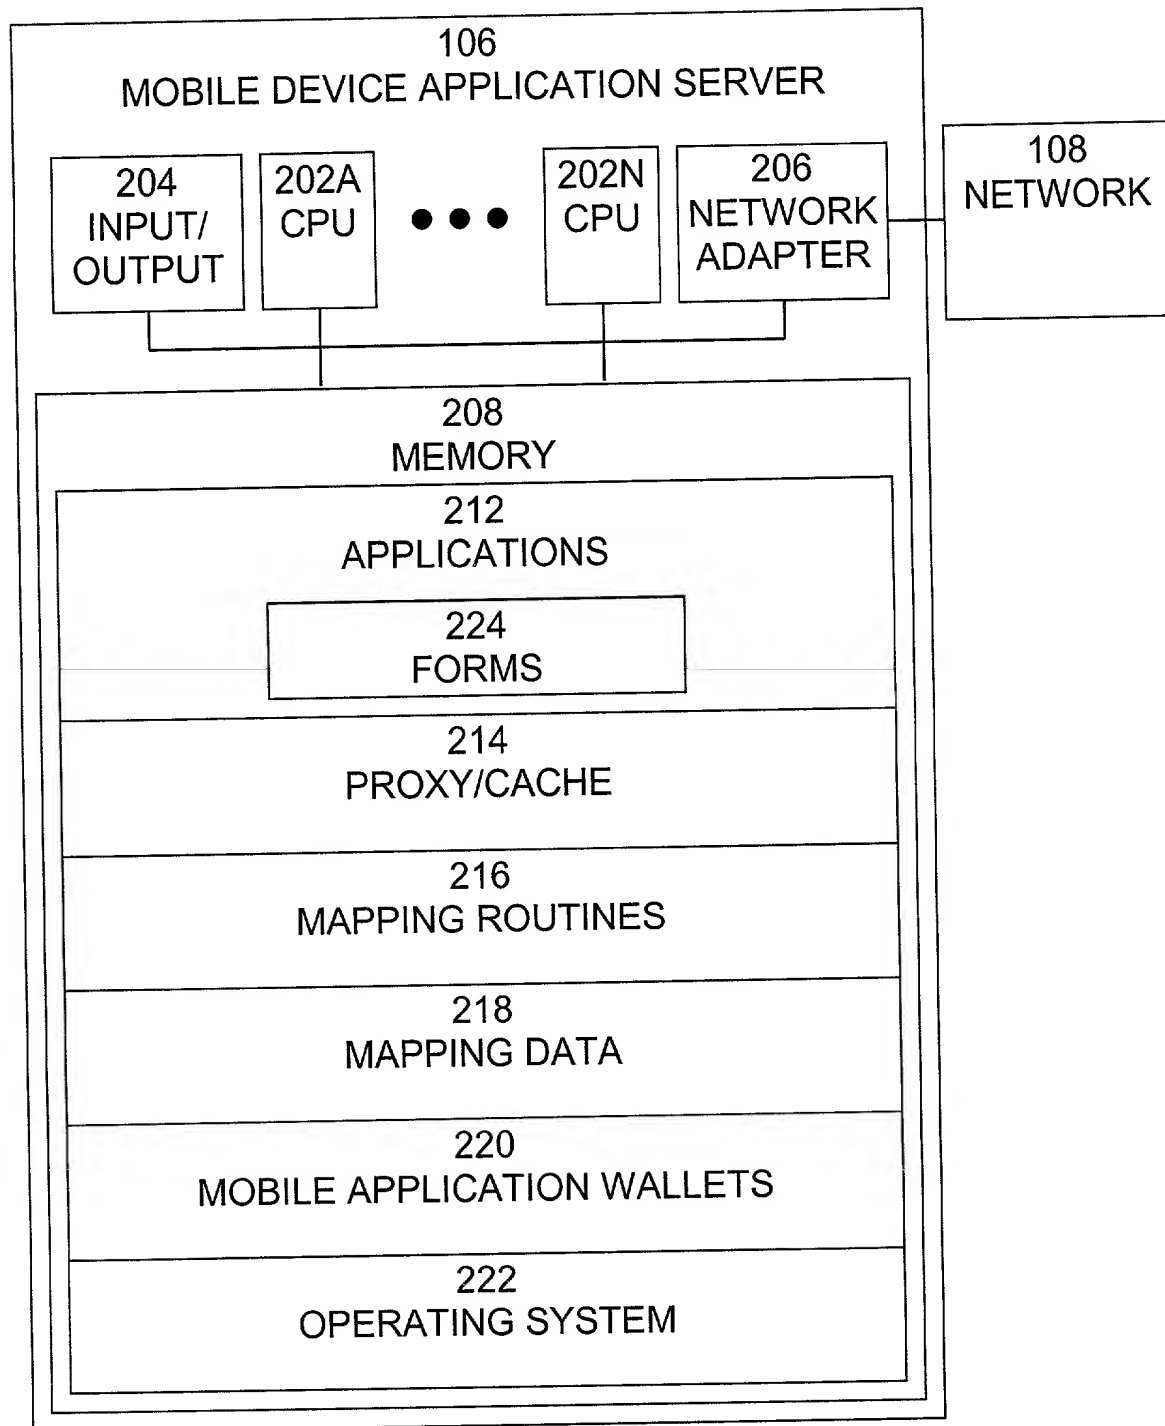 106
MOBILE DEVICE APPLICATION SERVER
204
INPUT/
OUTPUT
202A
CPU
202N
CPU
206
NETWORK
ADAPTER
108
NETWORK
208
MEMORY
212
APPLICATIONS
224
FORMS
214
PROXY/CACHE
216
MAPPING ROUTINES
218
MAPPING DATA
220
MOBILE APPLICATION WALLETS
222
OPERATING SYSTEM